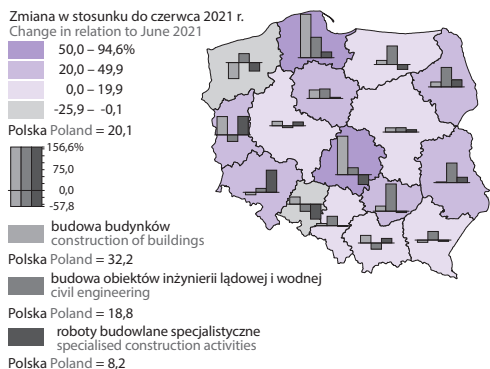 Zmiana w stosunku do czerwca 2021 r.
Change in relation to June 2021
50,0 – 94,6%
20,0 – 49,9
0,0 – 19,9
-25,9 – -0,1
Polska Poland = 20,1
156,6%
75,0
0,0
-57,8
budowa budynków
construction of buildings
Polska Poland = 32,2
budowa obiektów inżynierii lądowej i wodnej
civil engineering
Polska Poland = 18,8
roboty budowlane specjalistyczne
specialised construction activities
Polska Poland = 8,2